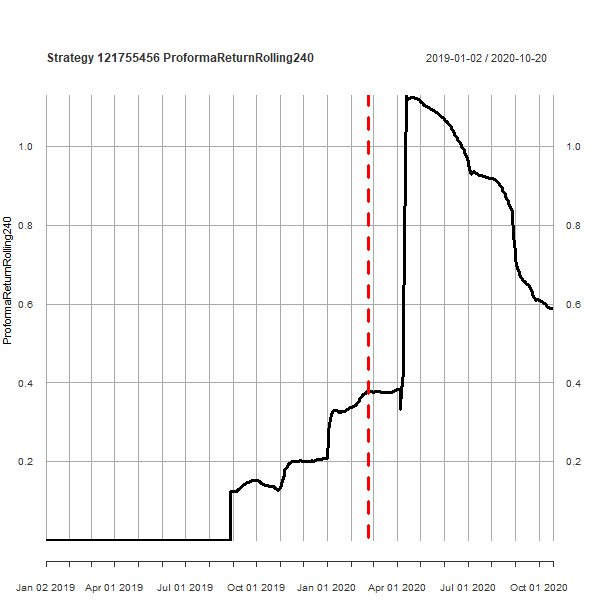 Strategy 121755456 ProformaReturnRolling240
2019-01-02 / 2020-10-20
ProformaReturnRolling240
1.0 1.0
0.8 0.8
0.6 0.6
0.4 0.4
0.2 0.2
Jan 02 2019 Apr 01 2019 Jul 01 2019 Oct 01 2019 Jan 01 2020 Apr 01 2020 Jul 01 2020 Oct 01 2020